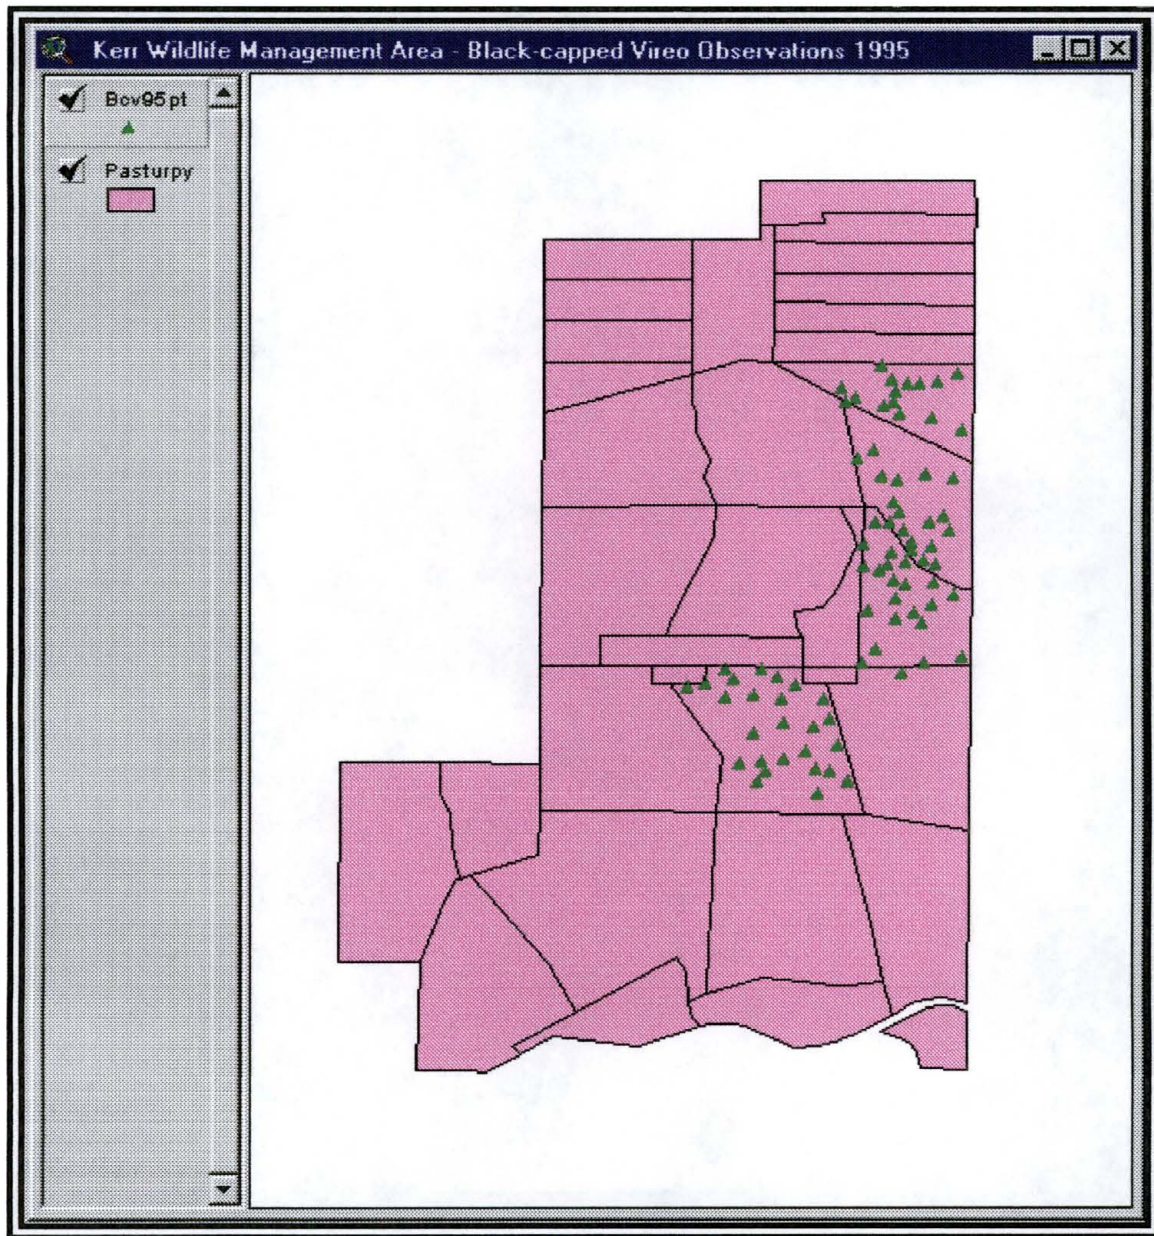 Kerr Wildlife Management Area - Black-capped Vireo Observations 1995
Bcv95pt
Pasturpy